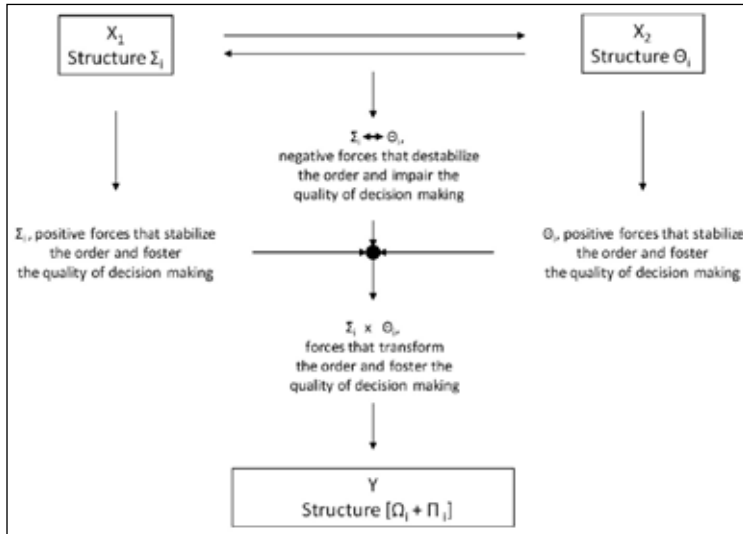 X₁
Structure Σᵢ
X₂
Structure Θᵢ
Σᵢ ↔ Θᵢ,
negative forces that destabilize
the order and impair the
quality of decision making
Σᵢ, positive forces that stabilize
the order and foster
the quality of decision making
Θᵢ, positive forces that stabilize
the order and foster
the quality of decision making
Σᵢ x Θᵢ,
forces that transform
the order and foster the
quality of decision making
Y
Structure [Ωᵢ + Πᵢ]